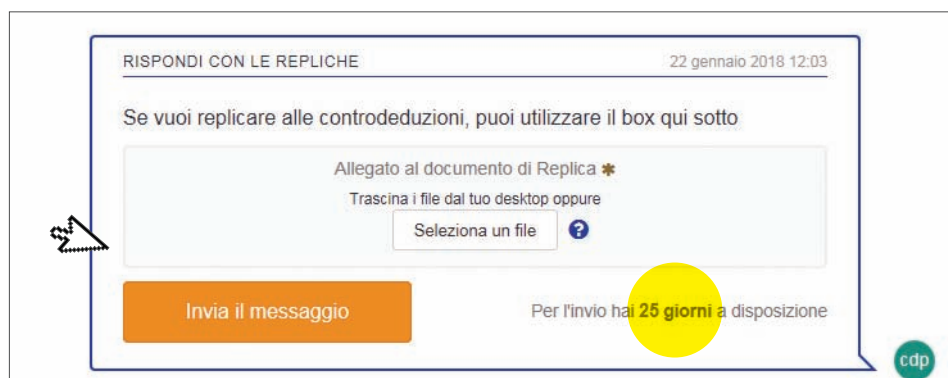 RISPONDI CON LE REPLICHE 22 gennaio 2018 12:03
Se vuoi replicare alle controdeduzioni, puoi utilizzare il box qui sotto
Allegato al documento di Replica ✱
Trascina i file dal tuo desktop oppure
Seleziona un file ?
Invia il messaggio Per l'invio hai 25 giorni a disposizione
cdp